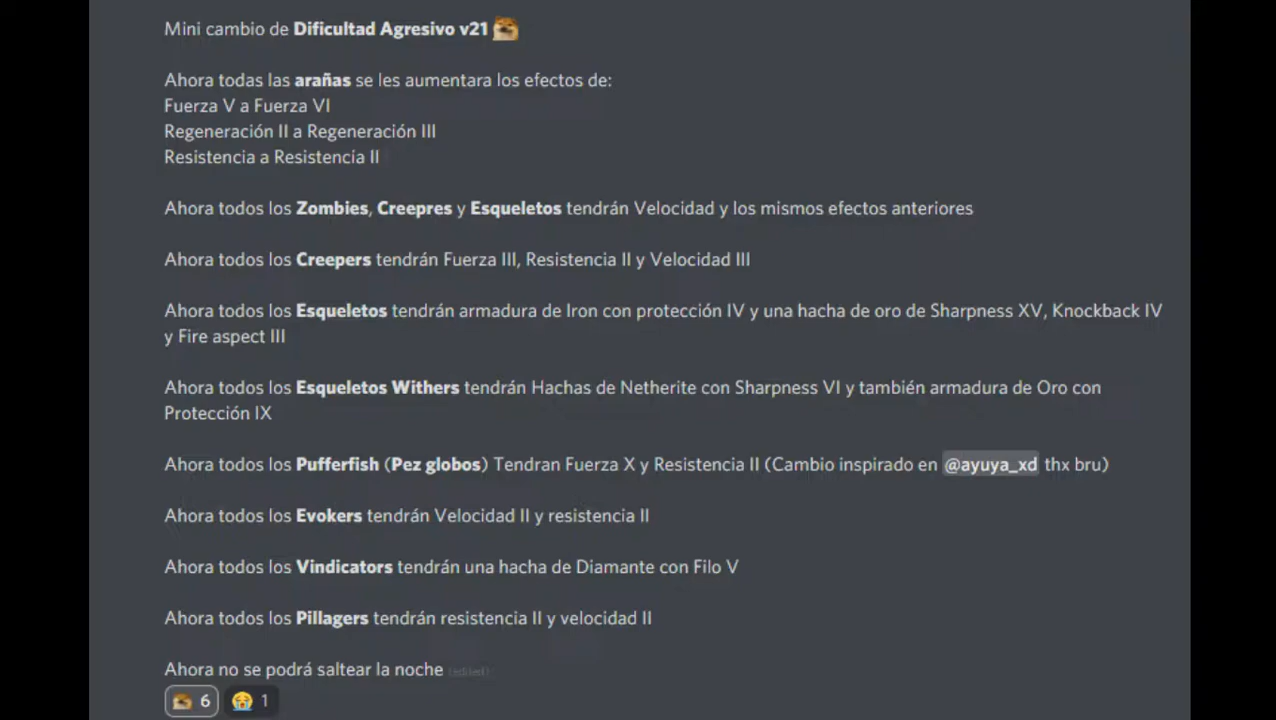 Mini cambio de Dificultad Agresivo v21
Ahora todas las arañas se les aumentara los efectos de:
Fuerza V a Fuerza VI
Regeneración II a Regeneración III
Resistencia a Resistencia II
Ahora todos los Zombies, Creepres y Esqueletos tendrán Velocidad y los mismos efectos anteriores
Ahora todos los Creepers tendrán Fuerza III, Resistencia II y Velocidad III
Ahora todos los Esqueletos tendrán armadura de Iron con protección IV y una hacha de oro de Sharpness XV, Knockback IV
y Fire aspect III
Ahora todos los Esqueletos Withers tendrán Hachas de Netherite con Sharpness VI y también armadura de Oro con
Protección IX
Ahora todos los Pufferfish (Pez globos) Tendran Fuerza X y Resistencia II (Cambio inspirado en @ayuya_xd thx bru)
Ahora todos los Evokers tendrán Velocidad II y resistencia II
Ahora todos los Vindicators tendrán una hacha de Diamante con Filo V
Ahora todos los Pillagers tendrán resistencia II y velocidad II
Ahora no se podrá saltear la noche (edited)
6 1